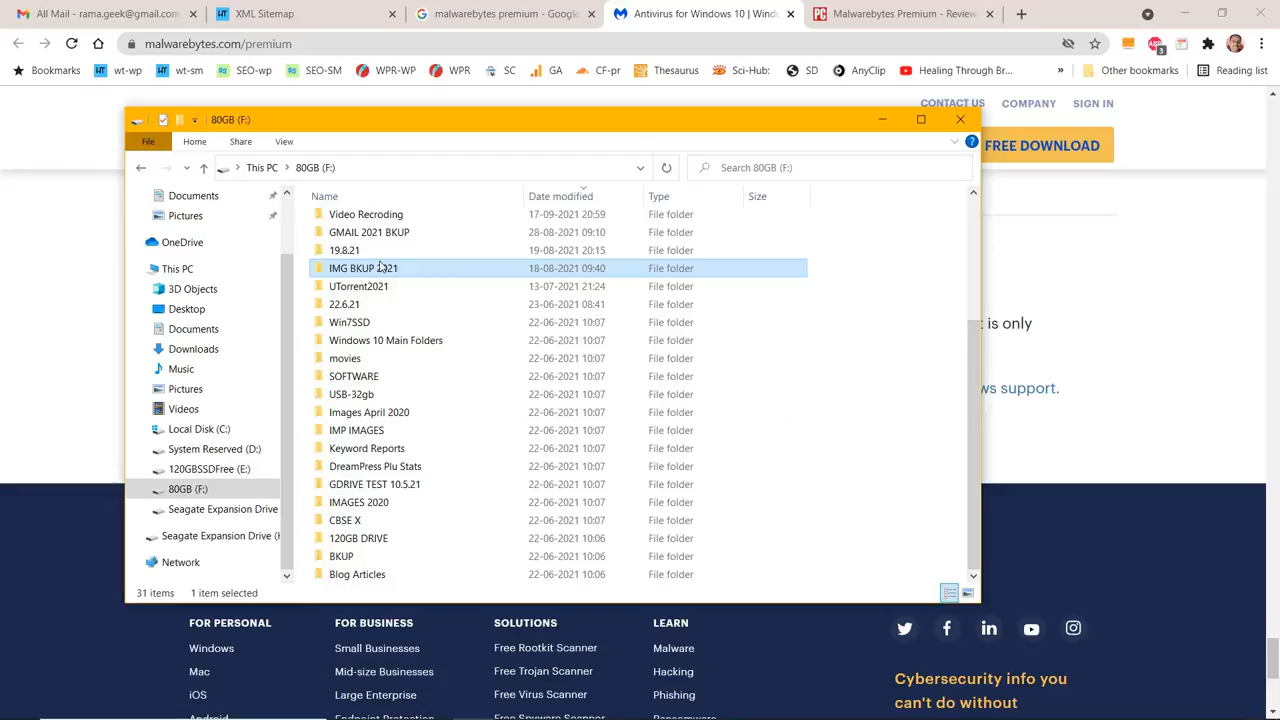 All Mail - rama.geek@gmail.com
XML Sitemap
malwarebytes premium - Google
Antivirus for Windows 10 | Wind
Malwarebytes Premium - Review
malwarebytes.com/premium
Bookmarks
wt-wp
wt-sm
SEO-wp
SEO-SM
WPR-WP
WPR
SC
GA
CF-pr
Thesaurus
Sci-Hub:
SD
AnyClip
Healing Through Br...
»
Other bookmarks
Reading list
CONTACT US COMPANY SIGN IN
FREE DOWNLOAD
80GB (F:)
File Home Share View
This PC > 80GB (F:)
Search 80GB (F:)
Documents
Pictures
OneDrive
This PC
3D Objects
Desktop
Documents
Downloads
Music
Pictures
Videos
Local Disk (C:)
System Reserved (D:)
120GBSSDFree (E:)
80GB (F:)
Seagate Expansion Drive
Seagate Expansion Drive (
Network
Name Date modified Type Size
Video Recroding 17-09-2021 20:59 File folder
GMAIL 2021 BKUP 28-08-2021 09:10 File folder
19.8.21 19-08-2021 20:15 File folder
IMG BKUP 2021 18-08-2021 09:40 File folder
UTorrent2021 13-07-2021 21:24 File folder
22.6.21 23-06-2021 08:41 File folder
Win7SSD 22-06-2021 10:07 File folder
Windows 10 Main Folders 22-06-2021 10:07 File folder
movies 22-06-2021 10:07 File folder
SOFTWARE 22-06-2021 10:07 File folder
USB-32gb 22-06-2021 10:07 File folder
Images April 2020 22-06-2021 10:07 File folder
IMP IMAGES 22-06-2021 10:07 File folder
Keyword Reports 22-06-2021 10:07 File folder
DreamPress Plu Stats 22-06-2021 10:07 File folder
GDRIVE TEST 10.5.21 22-06-2021 10:07 File folder
IMAGES 2020 22-06-2021 10:07 File folder
CBSE X 22-06-2021 10:07 File folder
120GB DRIVE 22-06-2021 10:06 File folder
BKUP 22-06-2021 10:06 File folder
Blog Articles 22-06-2021 10:06 File folder
31 items 1 item selected
is only
ws support.
FOR PERSONAL
Windows
Mac
iOS
Android
FOR BUSINESS
Small Businesses
Mid-size Businesses
Large Enterprise
Endpoint Protection
SOLUTIONS
Free Rootkit Scanner
Free Trojan Scanner
Free Virus Scanner
Free Spyware Scanner
LEARN
Malware
Hacking
Phishing
Ransomware
Cybersecurity info you
can't do without